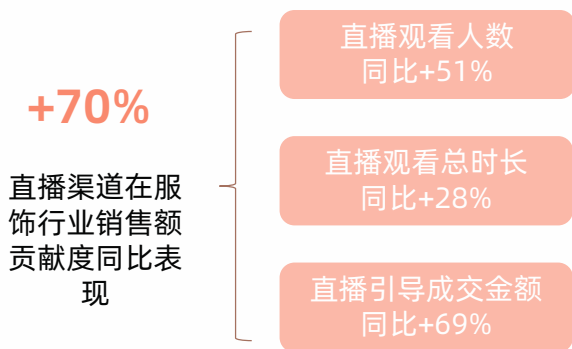 +70%
直播渠道在服
饰行业销售额
贡献度同比表
现
直播观看人数
同比+51%
直播观看总时长
同比+28%
直播引导成交金额
同比+69%